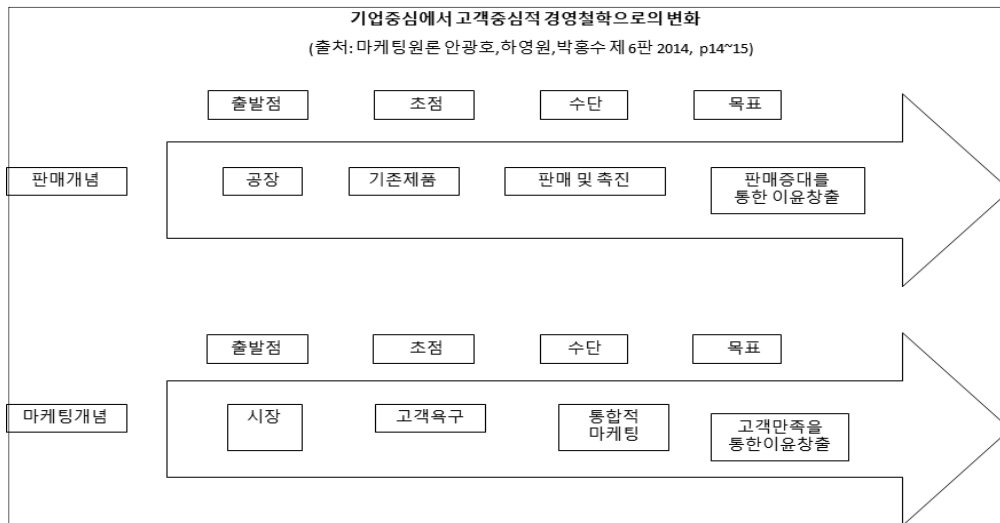 기업중심에서 고객중심적 경영철학으로의 변화
(출처: 마케팅원론 안광호,하영원,박홍수 제 6판 2014, p14~15)
출발점 초점 수단 목표
판매개념 공장 기존제품 판매 및 촉진 판매증대를
통한 이윤창출
출발점 초점 수단 목표
마케팅개념 시장 고객욕구 통합적
마케팅
고객만족을
통한이윤창출